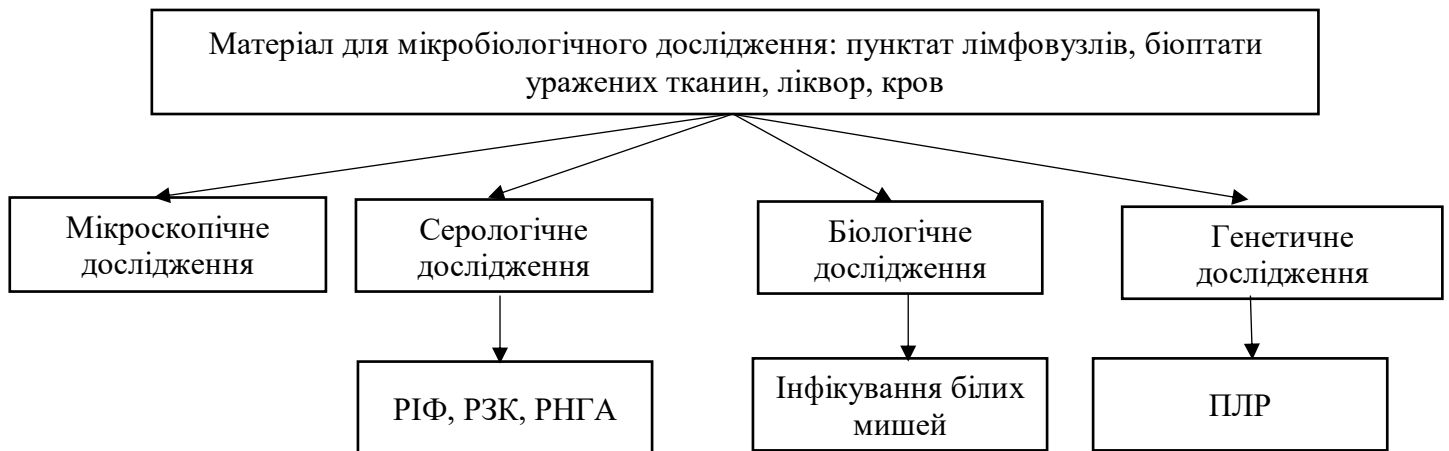 Матеріал для мікробіологічного дослідження: пунктат лімфовузлів, біоптати
уражених тканин, ліквор, кров
Мікроскопічне
дослідження
Серологічне
дослідження
Біологічне
дослідження
Генетичне
дослідження
РІФ, РЗК, РНГА
Інфікування білих
мишей
ПЛР